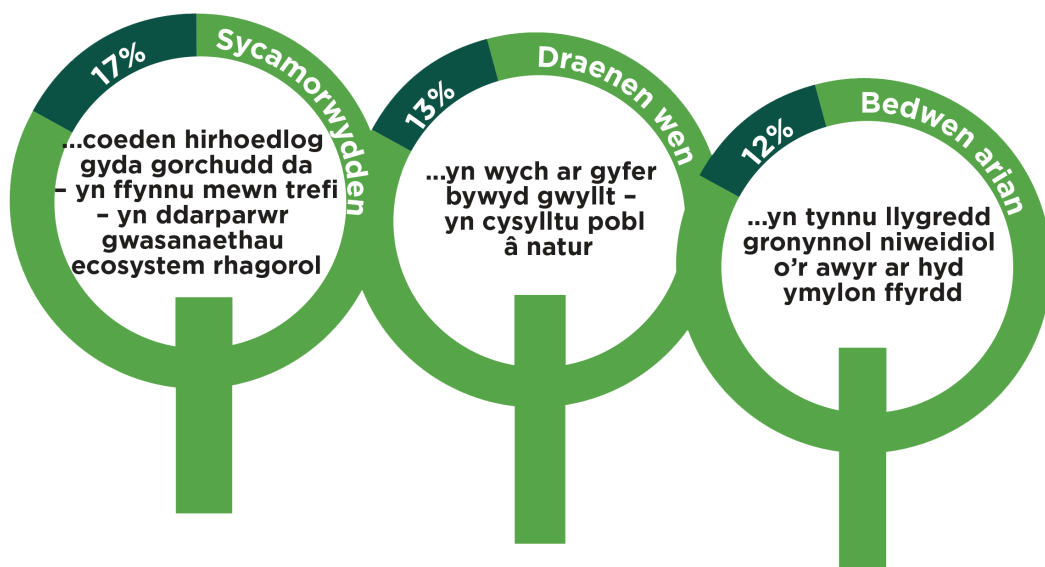 17%
Sycamorwydden
...coeden hirhoedlog
gyda gorchudd da
– yn ffynnu mewn trefi
– yn ddarparwr
gwasanaethau
ecosystem rhagorol
13%
Draenen wen
...yn wych ar gyfer
bywyd gwyllt –
yn cysylltu pobl
â natur
12%
Bedwen arian
...yn tynnu llygredd
gronynnol niweidiol
o’r awyr ar hyd
ymylon ffyrdd